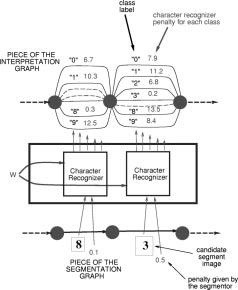 class
label
character recognizer
penalty for each class
PIECE OF THE
INTERPRETATION
GRAPH
"0" 6.7
"1" 10.3
"8" 0.3
"9" 12.5
"0" 7.9
"1" 11.2
"2" 6.8
"3" 0.2
"8" 13.5
"9" 8.4
W
Character
Recognizer
Character
Recognizer
8
3
0.1
0.5
PIECE OF THE
SEGMENTATION
GRAPH
candidate
segment
image
penalty given by
the segmentor